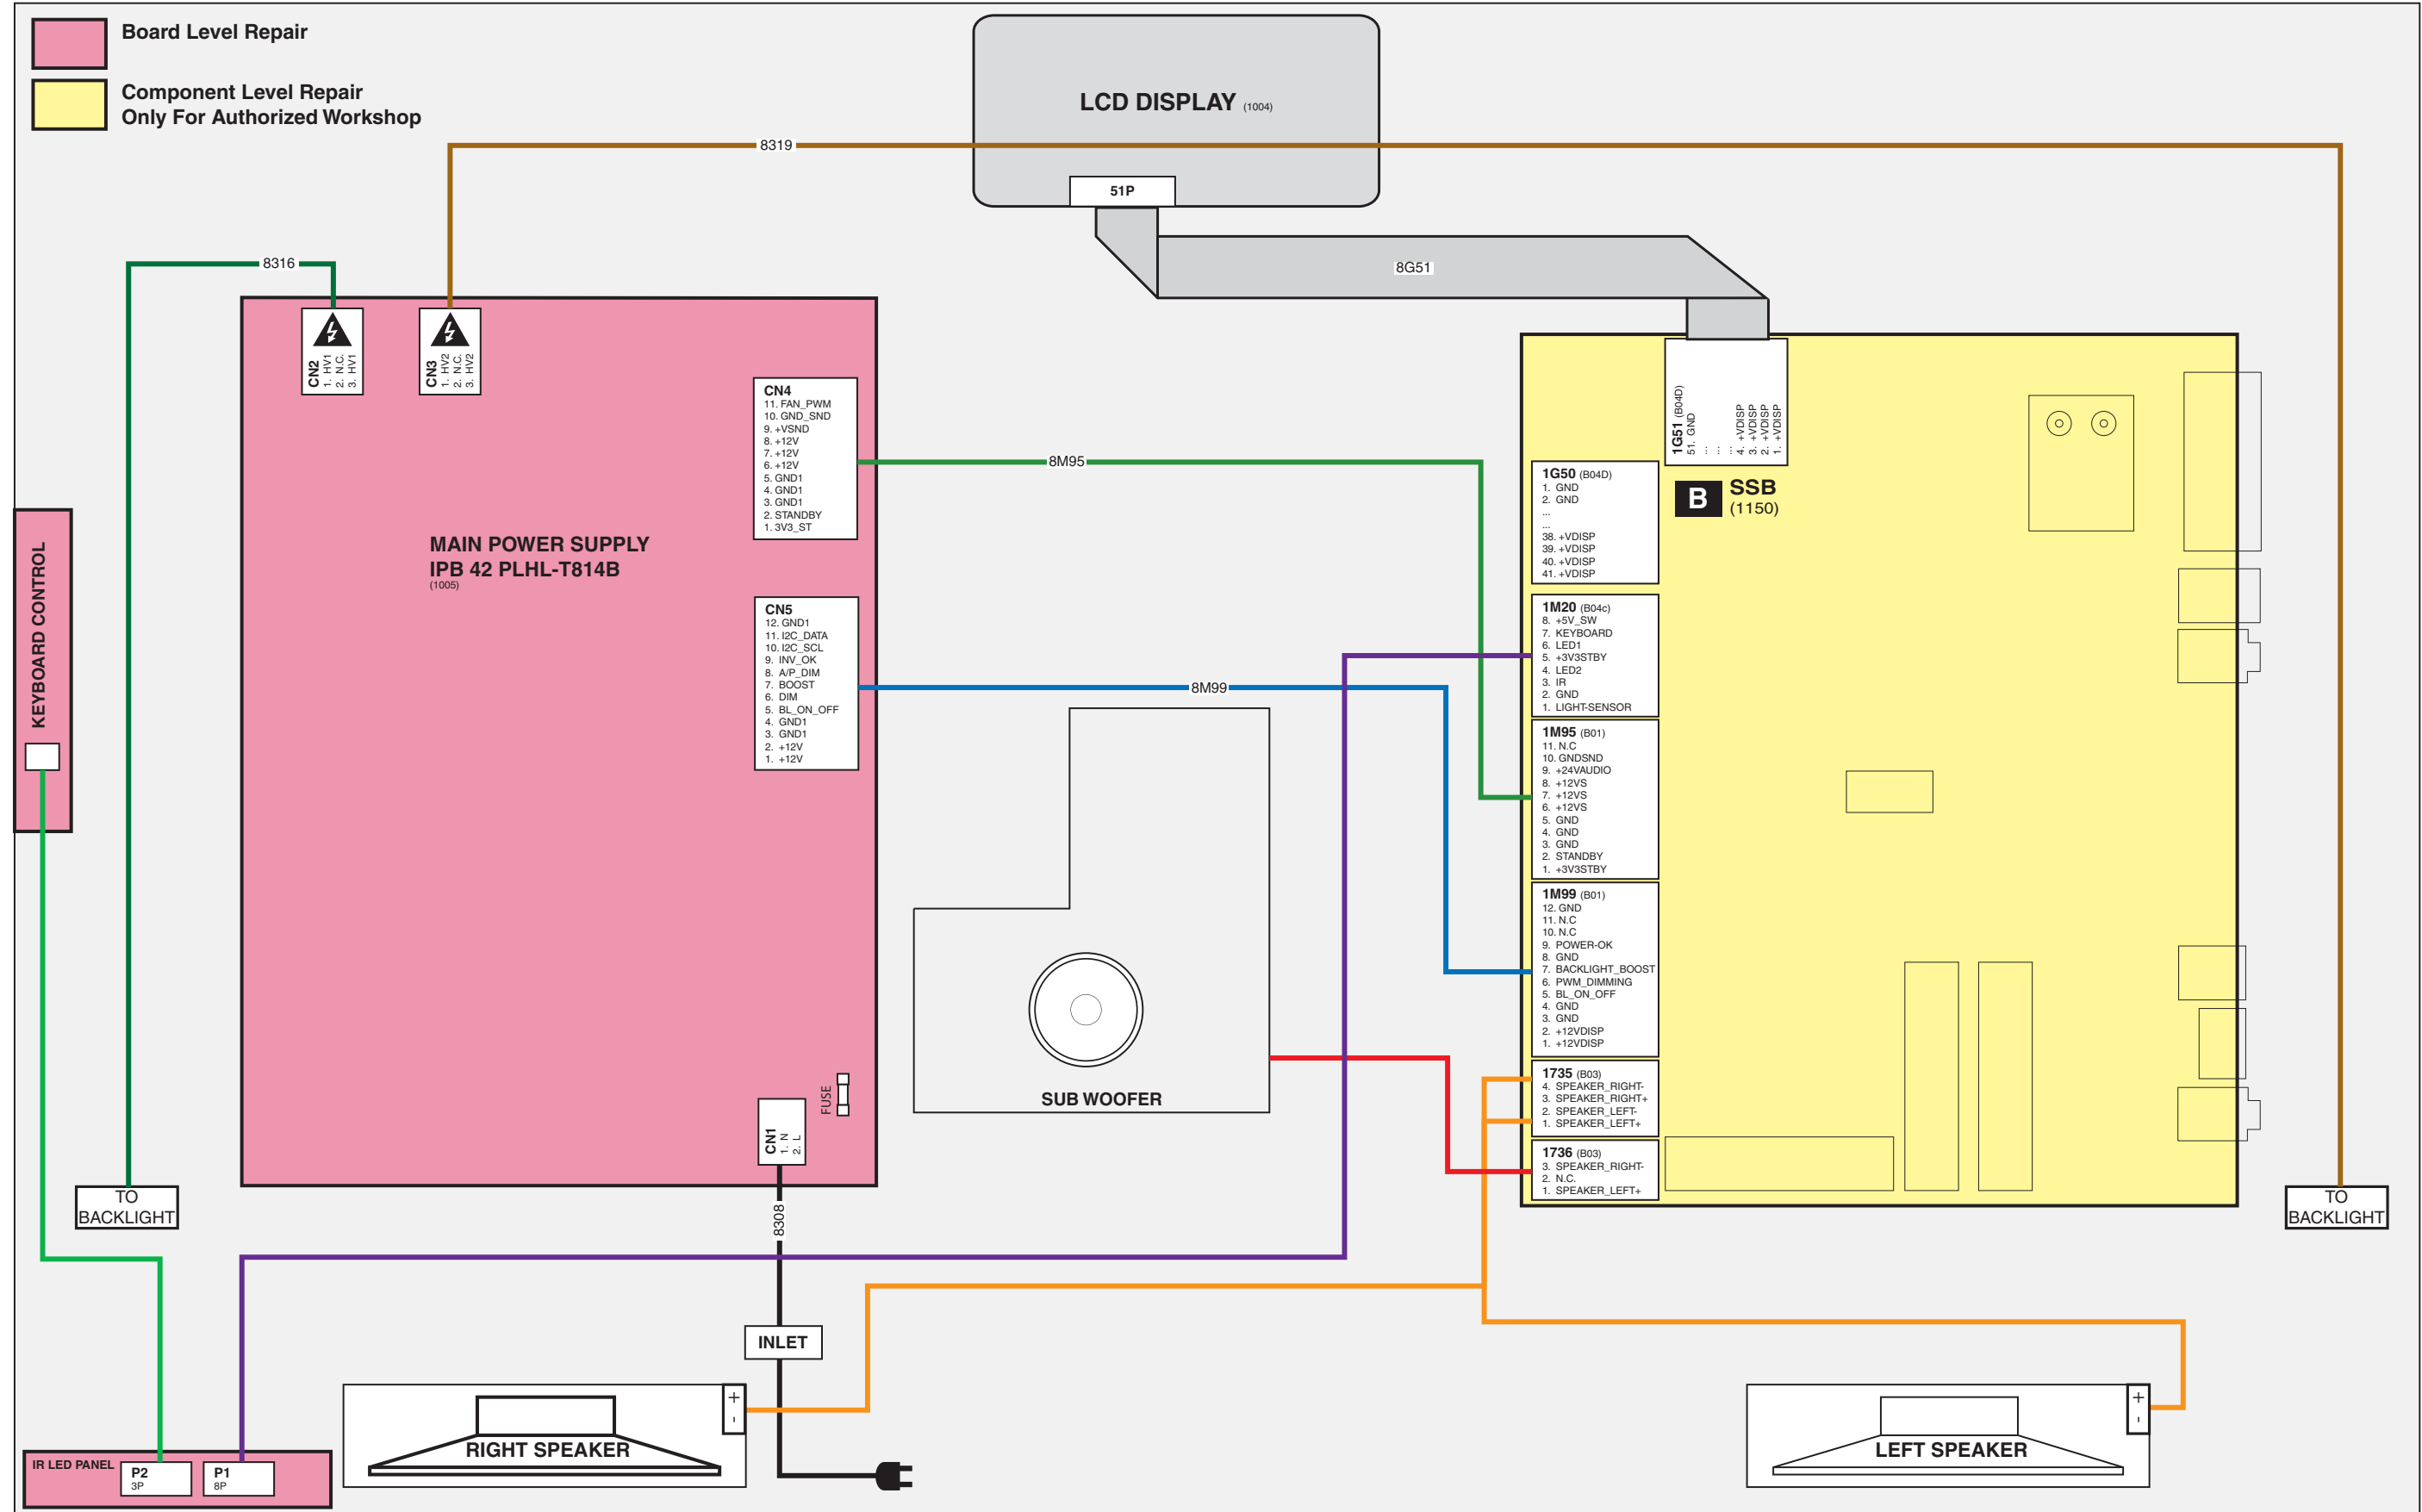 Board Level Repair
Component Level Repair
Only For Authorized Workshop
LCD DISPLAY (1004)
8319
51P
8316
8G51
CN2
1. HV1
2. N.C.
3. HV1
CN3
1. HV2
2. N.C.
3. HV2
CN4
11. FAN_PWM
10. GND_SND
9. +VSND
8. +12V
7. +12V
6. +12V
5. GND1
4. GND1
3. GND1
2. STANDBY
1. 3V3_ST
8M95
MAIN POWER SUPPLY
IPB 42 PLHL-T814B
(1005)
CN5
12. GND1
11. I2C_DATA
10. I2C_SCL
9. INV_OK
8. A/P_DIM
7. BOOST
6. DIM
5. BL_ON_OFF
4. GND1
3. GND1
2. +12V
1. +12V
8M99
KEYBOARD CONTROL
1G51 (B04D)
51. GND
...
...
...
4. +VDISP
3. +VDISP
2. +VDISP
1. +VDISP
B SSB
(1150)
1G50 (B04D)
1. GND
2. GND
...
...
38. +VDISP
39. +VDISP
40. +VDISP
41. +VDISP
1M20 (B04c)
8. +5V_SW
7. KEYBOARD
6. LED1
5. +3V3STBY
4. LED2
3. IR
2. GND
1. LIGHT-SENSOR
1M95 (B01)
11. N.C
10. GNDSND
9. +24VAUDIO
8. +12VS
7. +12VS
6. +12VS
5. GND
4. GND
3. GND
2. STANDBY
1. +3V3STBY
1M99 (B01)
12. GND
11. N.C
10. N.C
9. POWER-OK
8. GND
7. BACKLIGHT_BOOST
6. PWM_DIMMING
5. BL_ON_OFF
4. GND
3. GND
2. +12VDISP
1. +12VDISP
1735 (B03)
4. SPEAKER_RIGHT-
3. SPEAKER_RIGHT+
2. SPEAKER_LEFT-
1. SPEAKER_LEFT+
1736 (B03)
3. SPEAKER_RIGHT-
2. N.C.
1. SPEAKER_LEFT+
SUB WOOFER
FUSE
CN1
1. N
2. L
8308
TO
BACKLIGHT
TO
BACKLIGHT
INLET
+
-
RIGHT SPEAKER
+
-
LEFT SPEAKER
IR LED PANEL
P2
3P
P1
8P